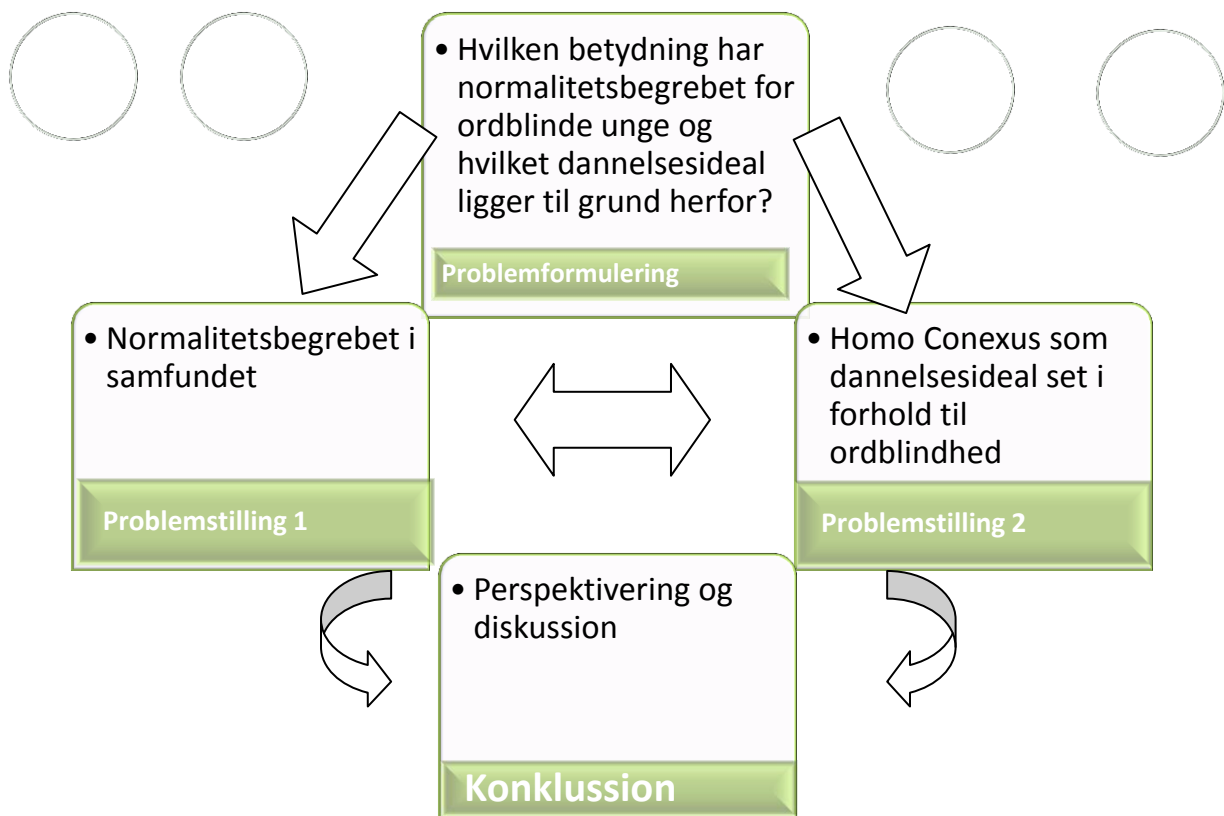 • Hvilken betydning har
normalitetsbegrebet for
ordblinde unge og
hvilket dannelsesideal
ligger til grund herfor?
Problemformulering
• Normalitetsbegrebet i
samfundet
Problemstilling 1
• Homo Conexus som
dannelsesideal set i
forhold til
ordblindhed
Problemstilling 2
• Perspektivering og
diskussion
Konklussion